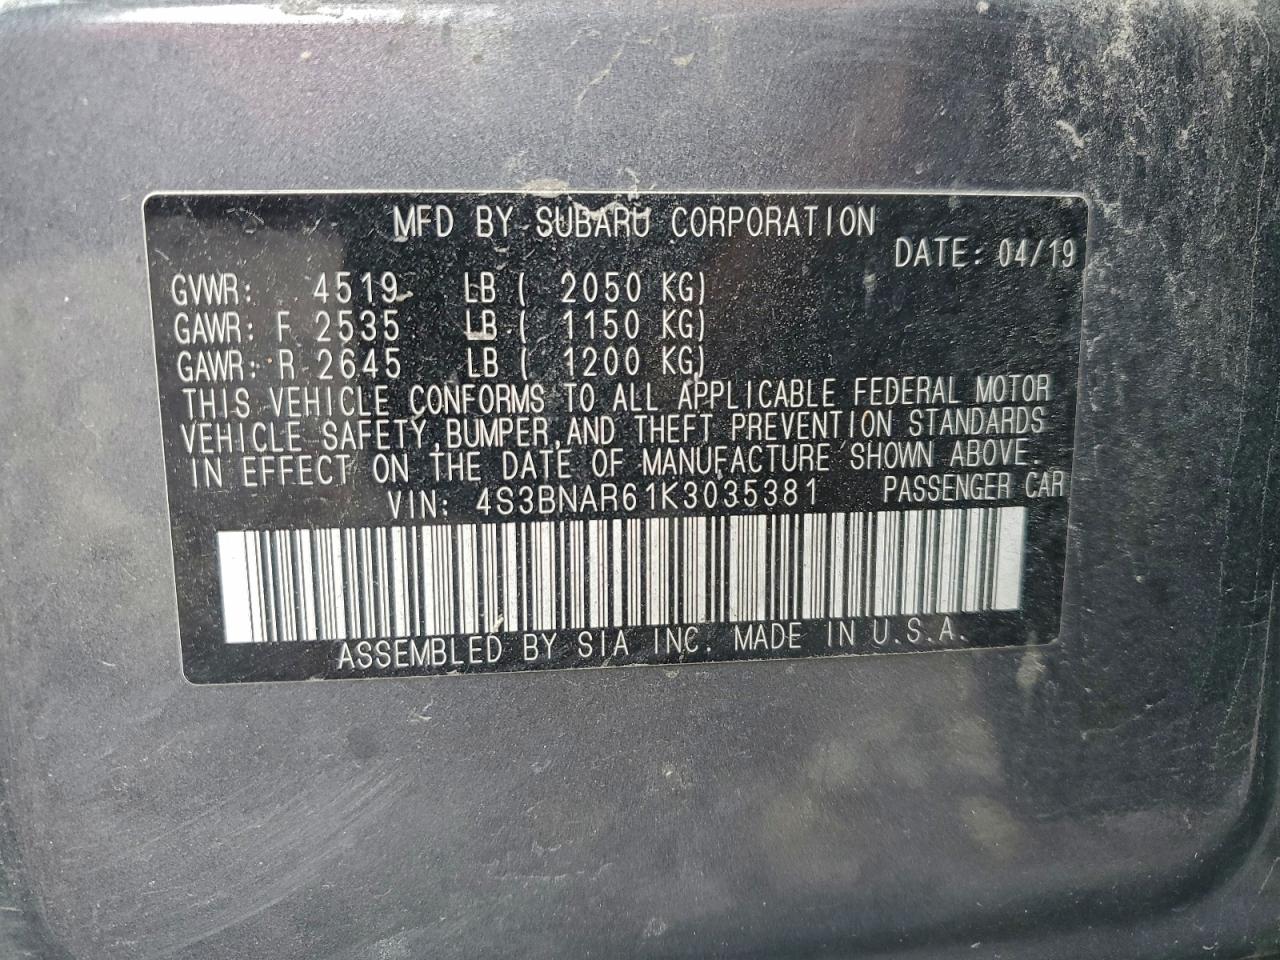 MFD BY SUBARU CORPORATION
DATE: 04/19
GVWR: 4519 LB ( 2050 KG)
GAWR: F 2535 LB ( 1150 KG)
GAWR: R 2645 LB ( 1200 KG)
THIS VEHICLE CONFORMS TO ALL APPLICABLE FEDERAL MOTOR
VEHICLE SAFETY,BUMPER,AND THEFT PREVENTION STANDARDS
IN EFFECT ON THE DATE OF MANUFACTURE SHOWN ABOVE.
VIN: 4S3BNAR61K3035381 PASSENGER CAR
ASSEMBLED BY SIA INC. MADE IN U.S.A.